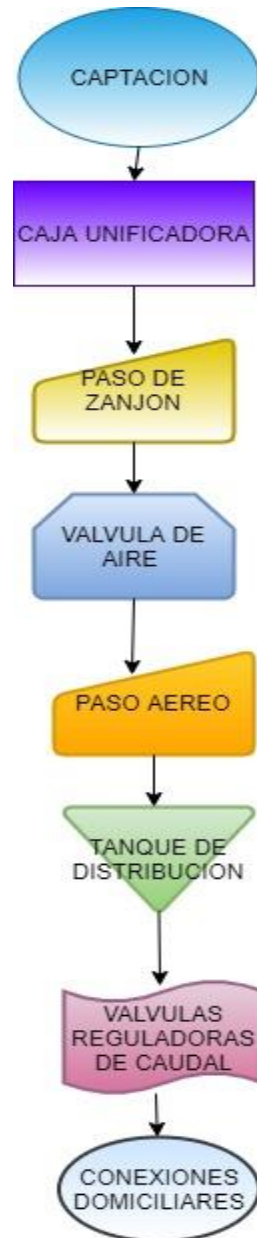 CAPTACION
CAJA UNIFICADORA
PASO DE
ZANJON
VALVULA DE
AIRE
PASO AEREO
TANQUE DE
DISTRIBUCION
VALVULAS
REGULADORAS
DE CAUDAL
CONEXIONES
DOMICILIARES